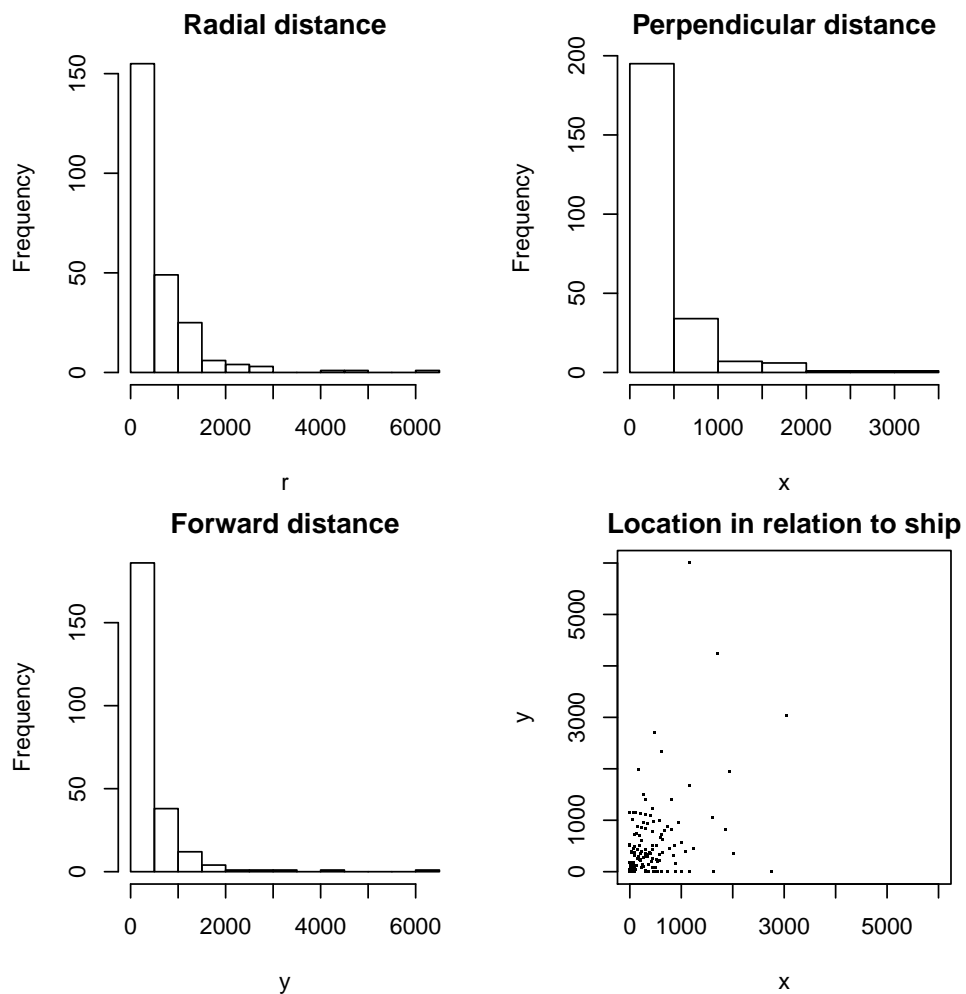 Radial distance
Frequency
0
50
100
150
0
2000
4000
6000
r
Perpendicular distance
Frequency
0
50
100
150
200
0
1000
2000
3000
x
Forward distance
Frequency
0
50
100
150
0
2000
4000
6000
y
Location in relation to ship
y
0
1000
3000
5000
0
1000
3000
5000
x